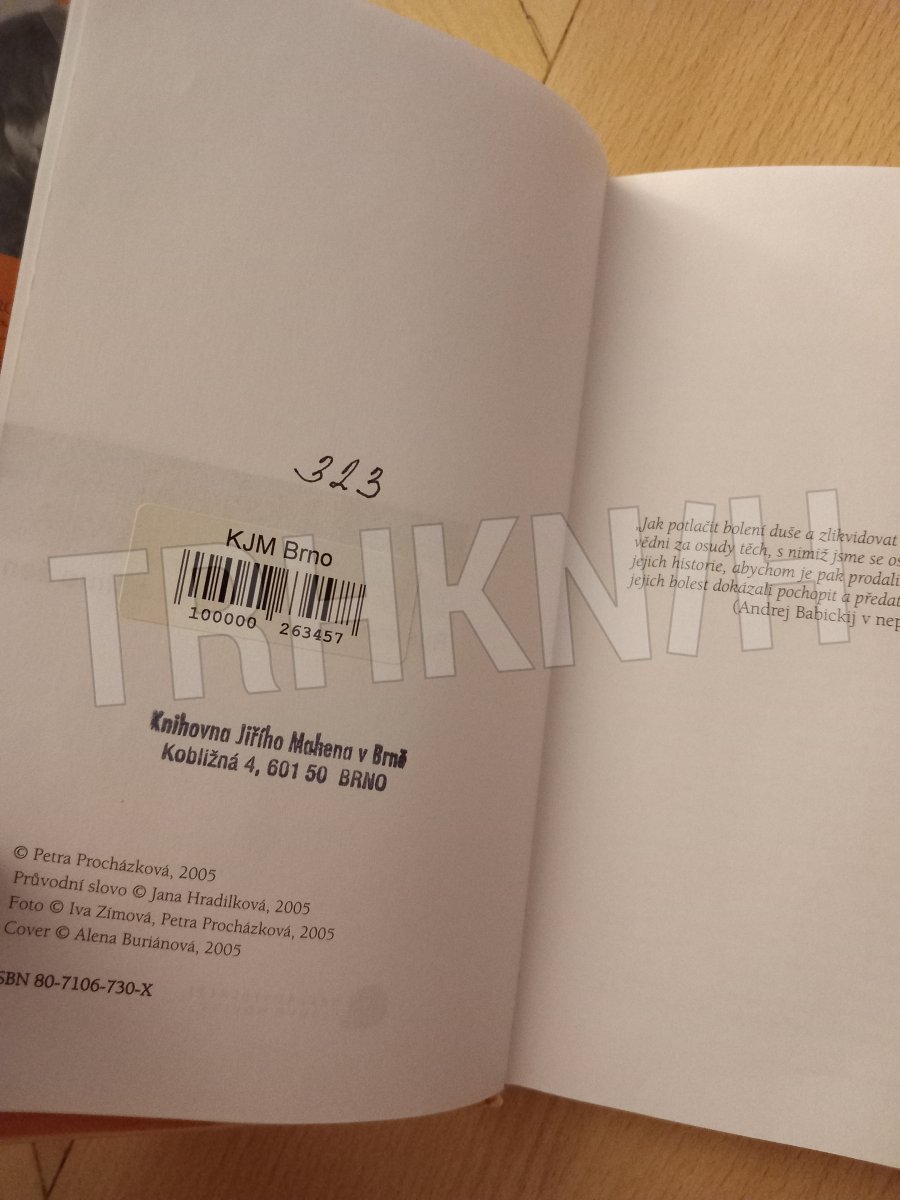 323
KJM Brno
100000 263457
Knihovna Jiřího Mahena v Brně
Kobližná 4, 601 50 BRNO
© Petra Procházková, 2005
Průvodní slovo © Jana Hradilková, 2005
Foto © Iva Zímová, Petra Procházková, 2005
Cover © Alena Buriánová, 2005
SBN 80-7106-730-X
„Jak potlačit bolení duše a zlikvidovat
vědni za osudy těch, s nimiž jsme se os
jejich historie, abychom je pak prodali
jejich bolest dokázali pochopit a předat
(Andrej Babickij v nep
TRHKNIH